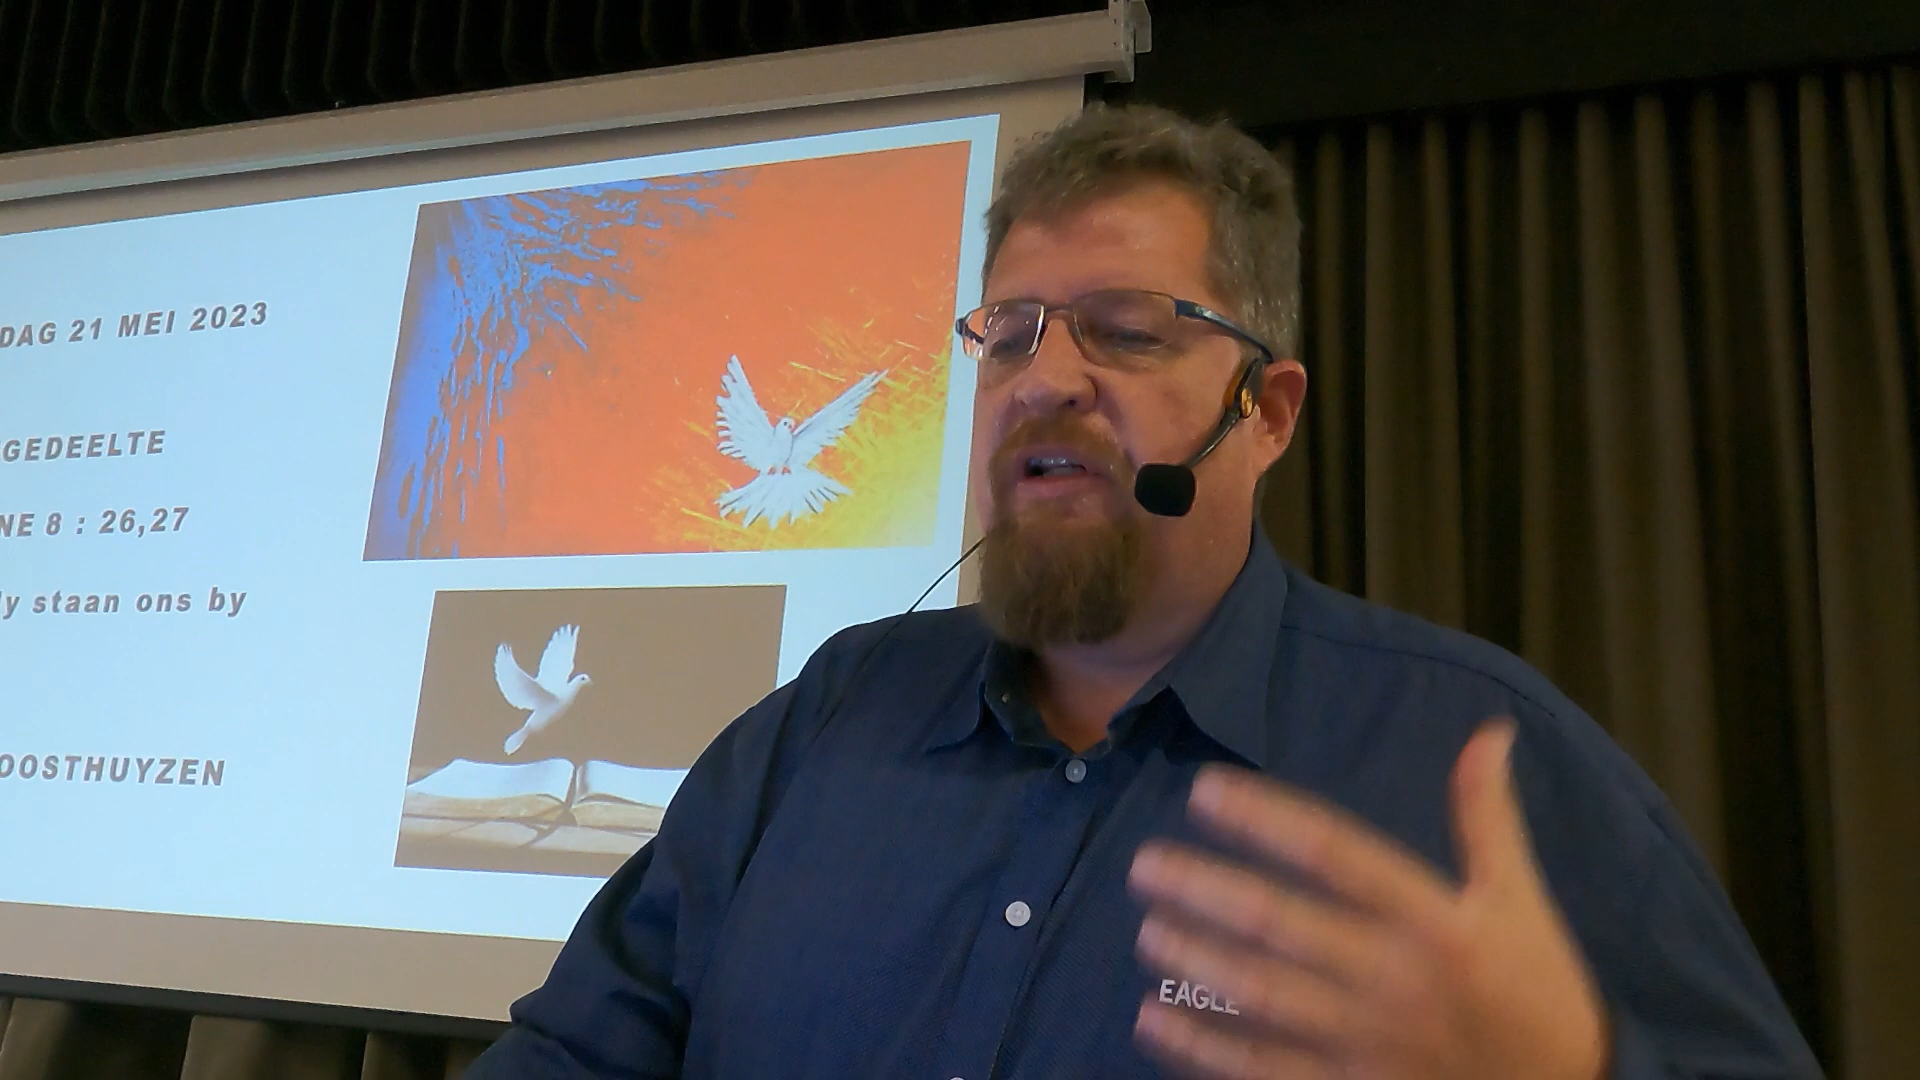 DAG 21 MEI 2023
GEDEELTE
NE 8 : 26,27
y staan ons by
OOSTHUYZEN
EAGLE